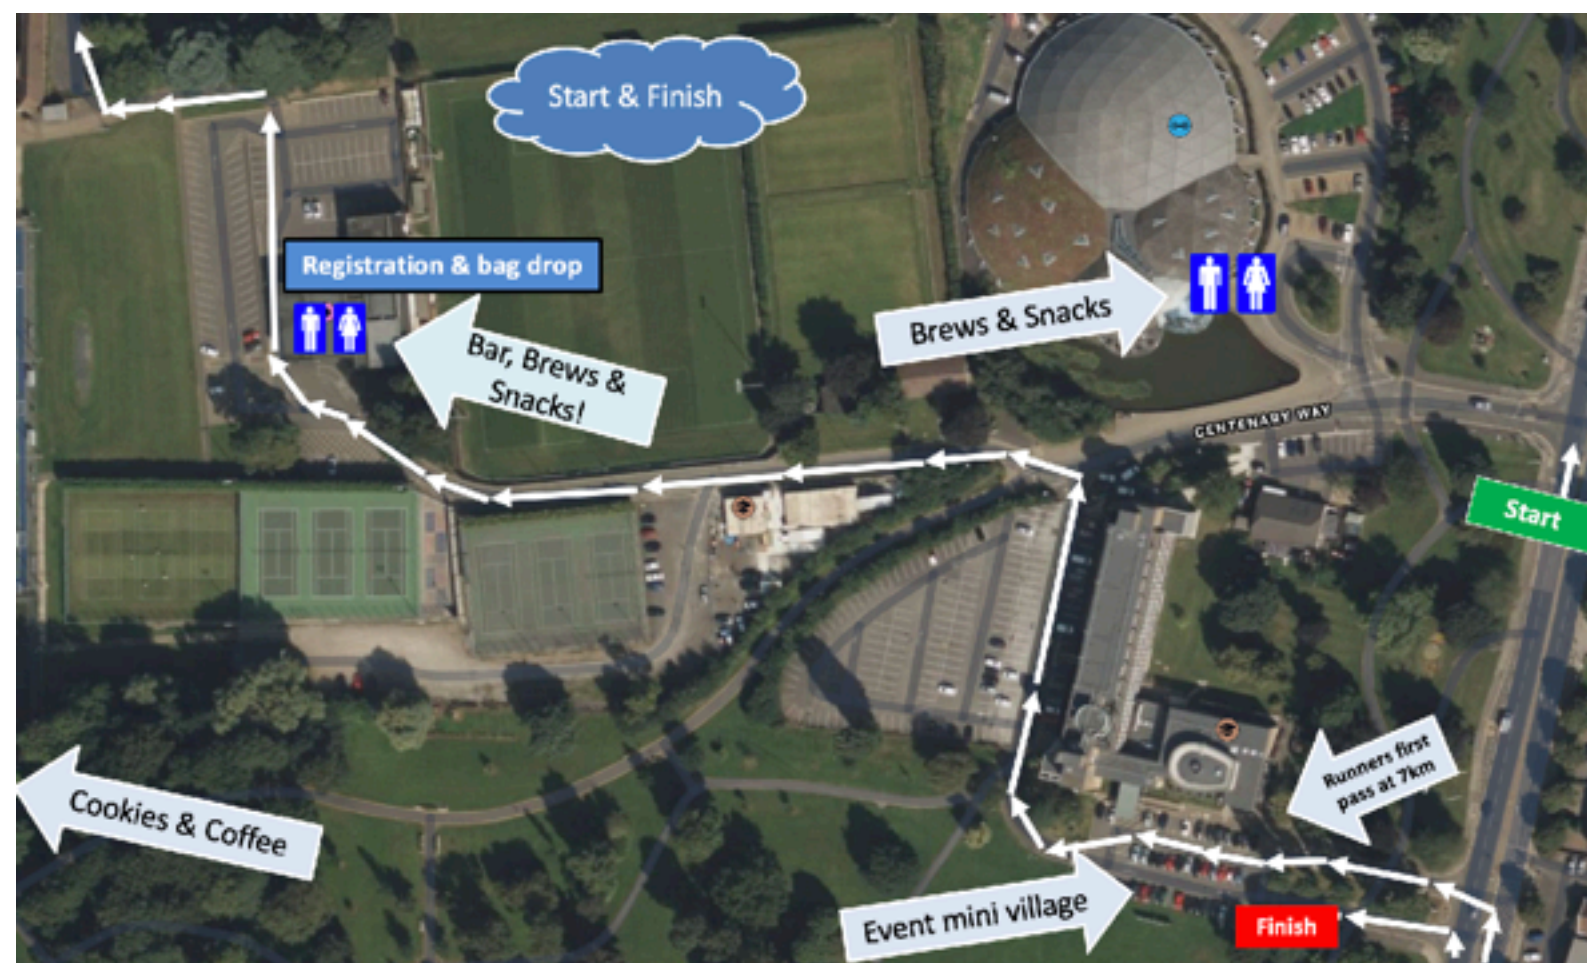 Start & Finish
Registration & bag drop
Bar, Brews &
Snacks!
Brews & Snacks
CENTENARY WAY
Start
Runners first
pass at 7km
Cookies & Coffee
Event mini village
Finish